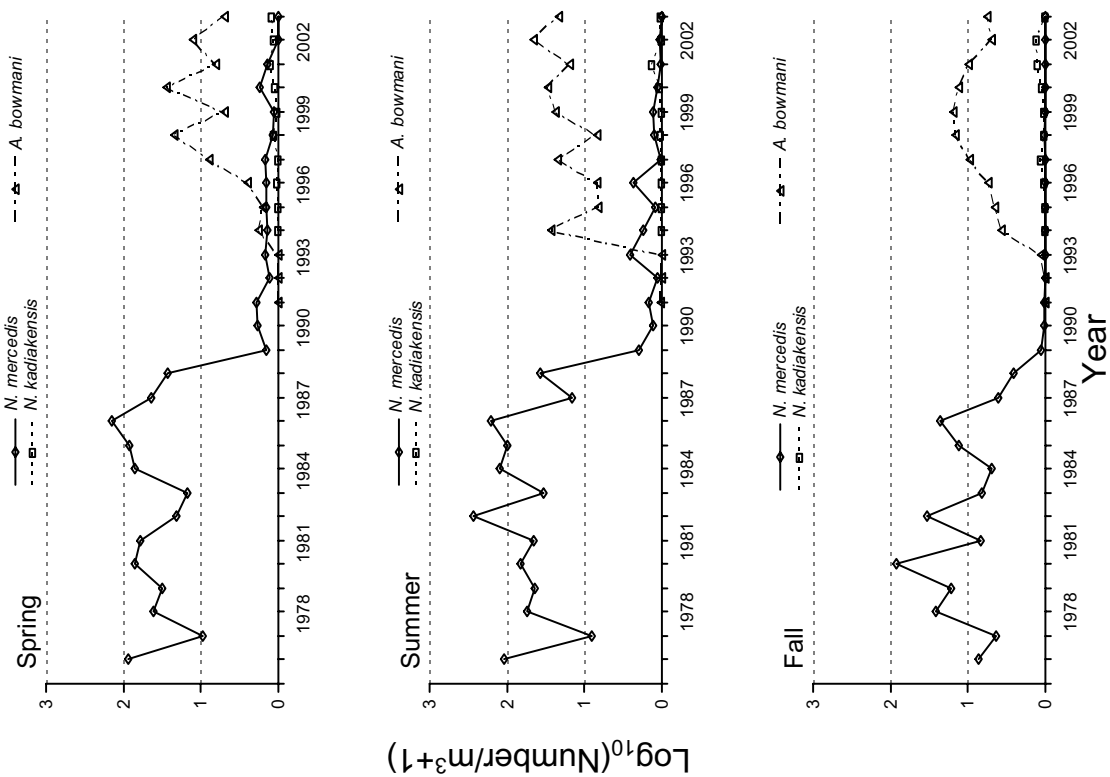 Spring
N. mercedis
N. kadiakensis
A. bowmani
3
2
1
0
1978
1981
1984
1987
1990
1993
1996
1999
2002
Summer
N. mercedis
N. kadiakensis
A. bowmani
3
2
1
0
1978
1981
1984
1987
1990
1993
1996
1999
2002
Log10(Number/m³+1)
Fall
N. mercedis
N. kadiakensis
A. bowmani
3
2
1
0
1978
1981
1984
1987
1990
1993
1996
1999
2002
Year